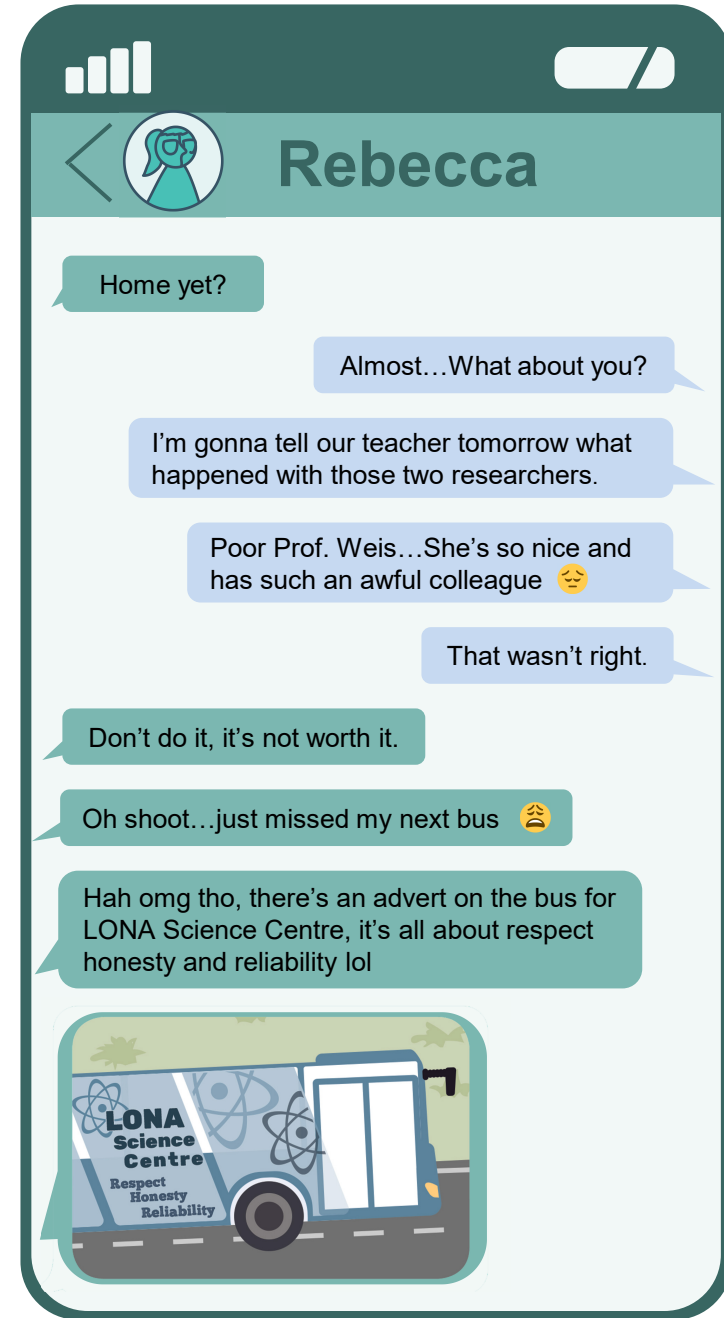 Rebecca
Home yet?
Almost…What about you?
I'm gonna tell our teacher tomorrow what
happened with those two researchers.
Poor Prof. Weis…She's so nice and
has such an awful colleague 😔
That wasn't right.
Don't do it, it's not worth it.
Oh shoot…just missed my next bus 😩
Hah omg tho, there's an advert on the bus for
LONA Science Centre, it's all about respect
honesty and reliability lol
LONA
Science
Centre
Respect
Honesty
Reliability